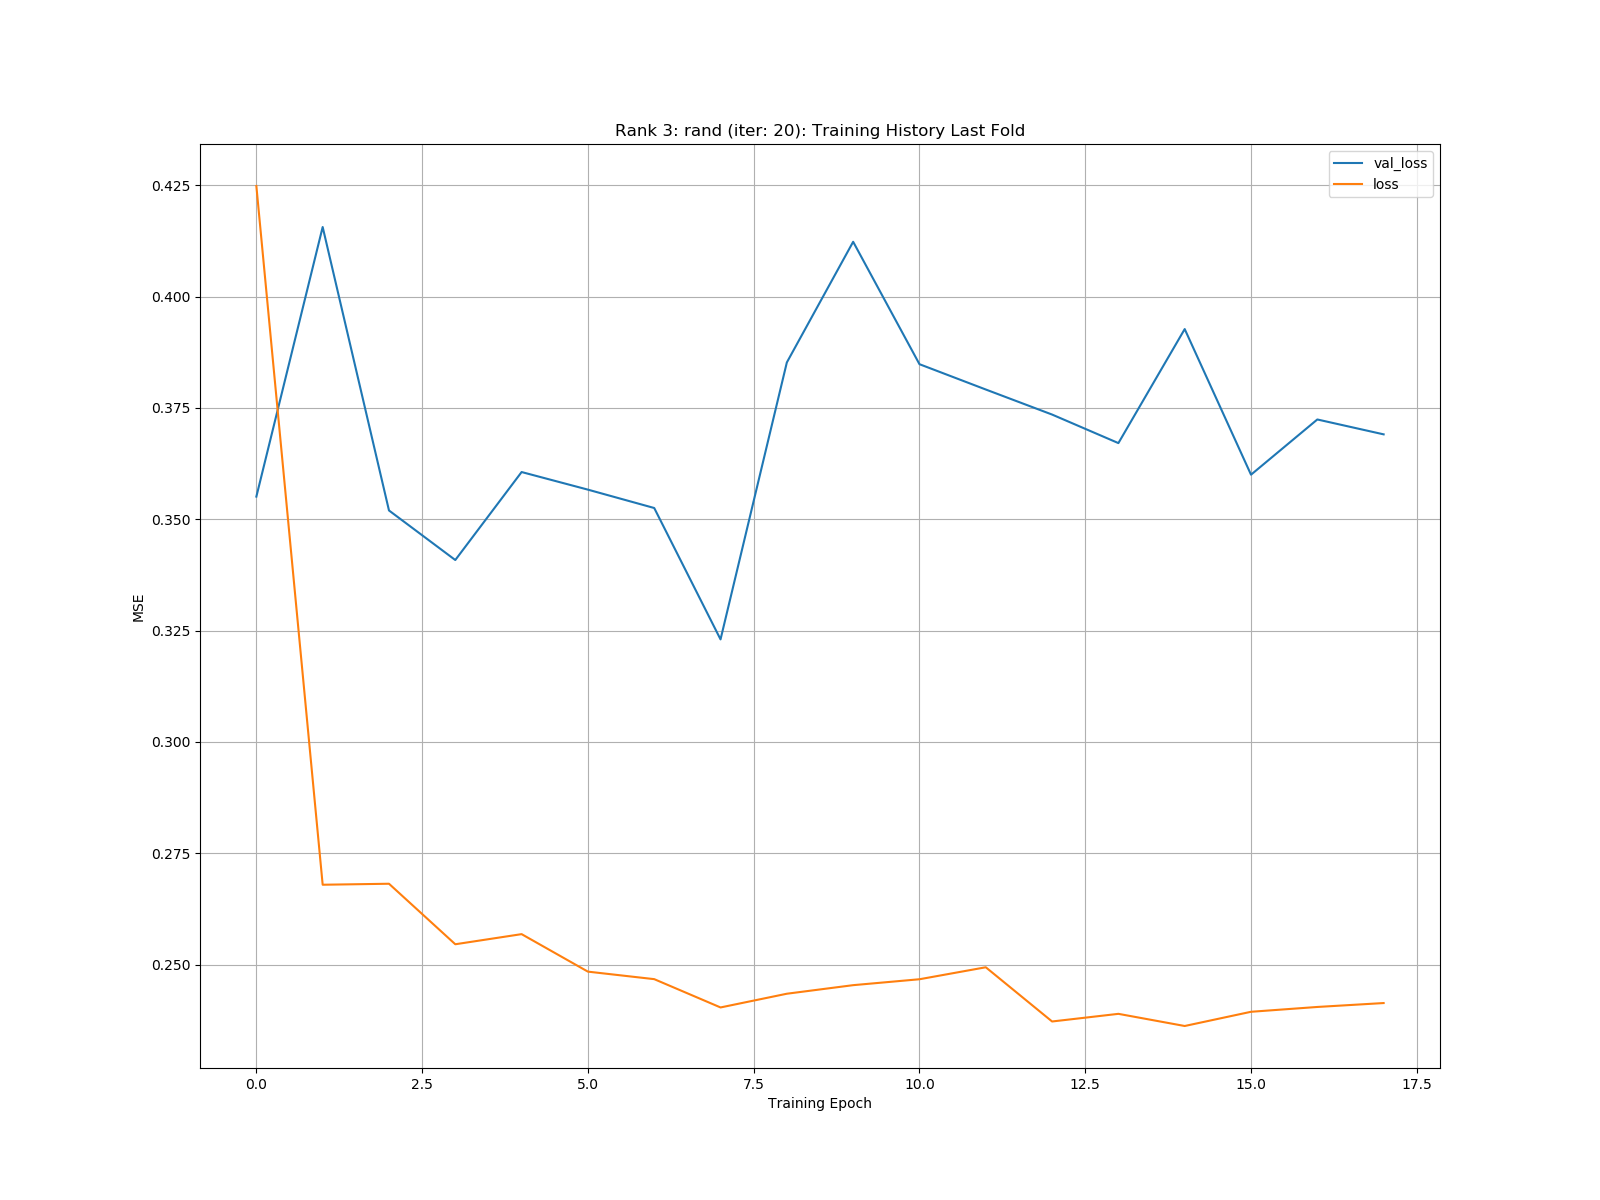 Rank 3: rand (iter: 20): Training History Last Fold
val_loss
loss
0.425
0.400
0.375
0.350
0.325
0.300
0.275
0.250
MSE
0.0 2.5 5.0 7.5 10.0 12.5 15.0 17.5
Training Epoch